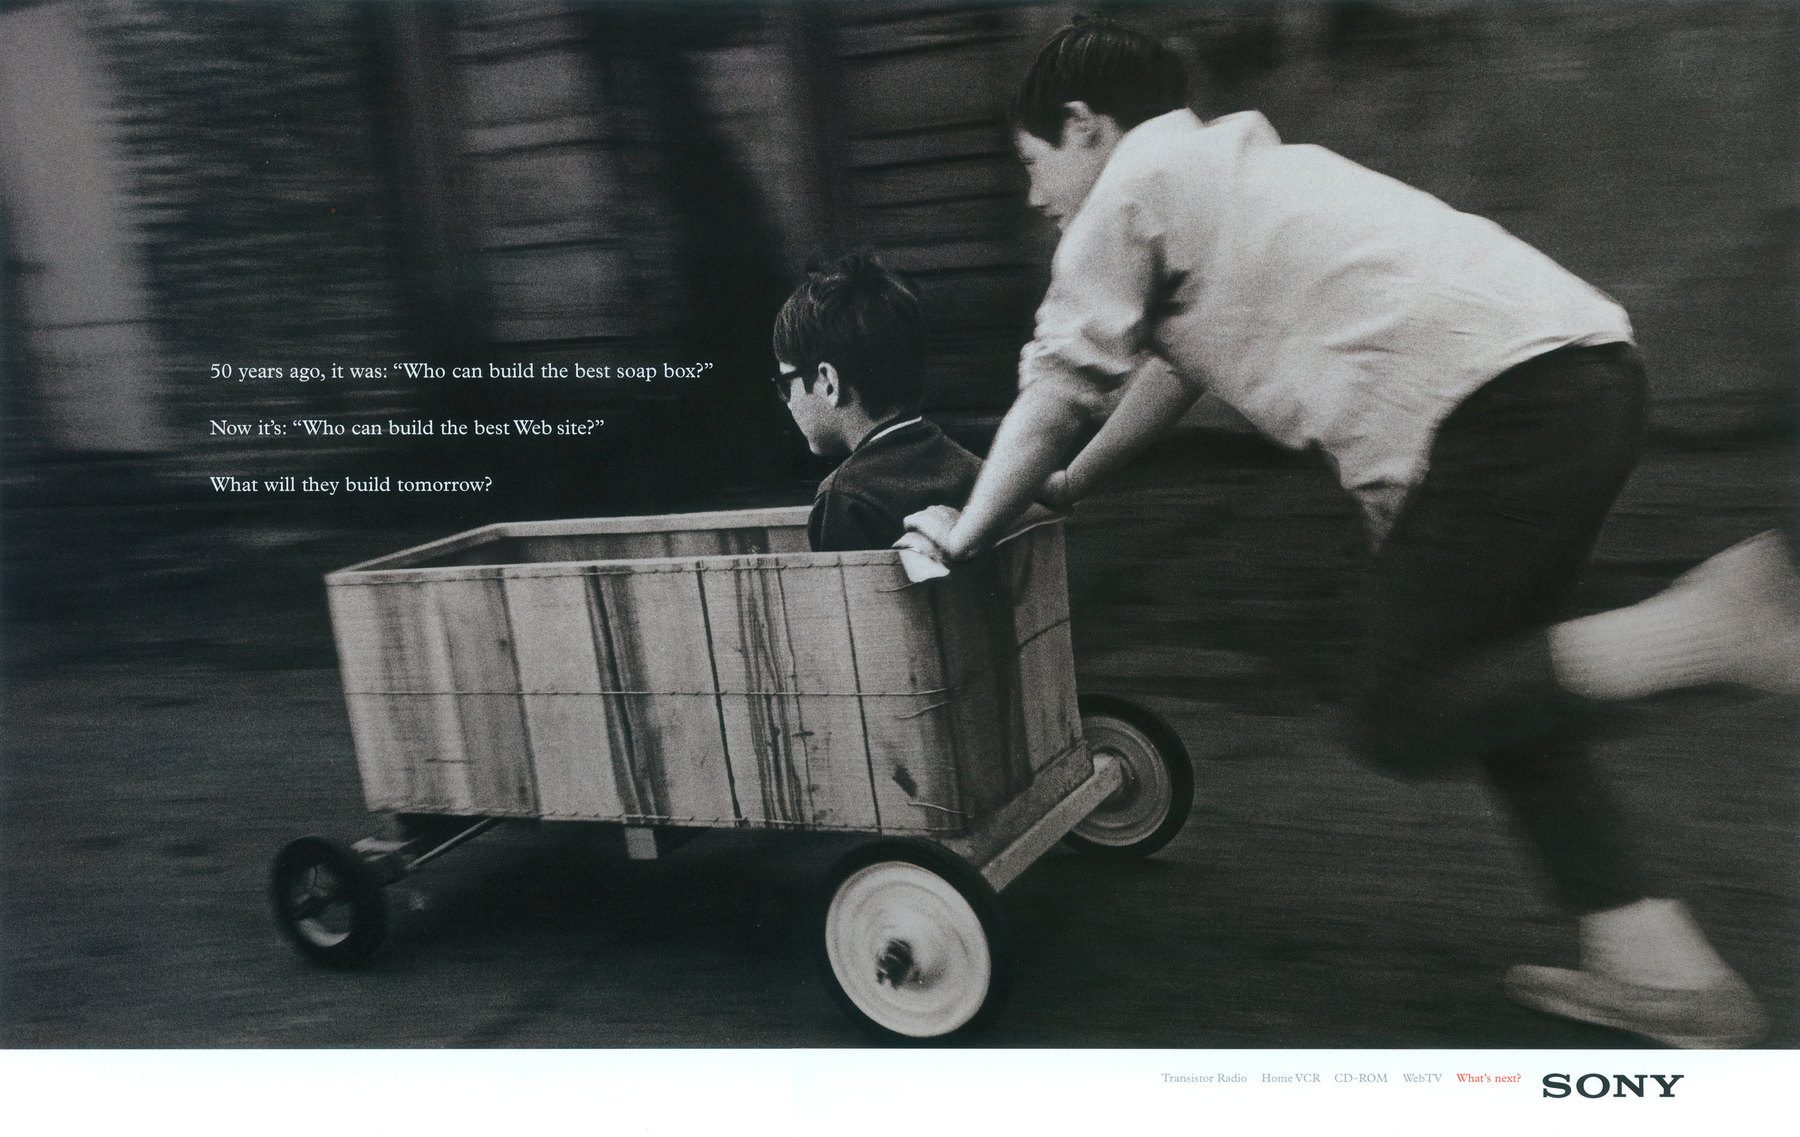 50 years ago, it was: “Who can build the best soap box?”
Now it’s: “Who can build the best Web site?”
What will they build tomorrow?
Transistor Radio Home VCR CD-ROM WebTV What’s next? SONY